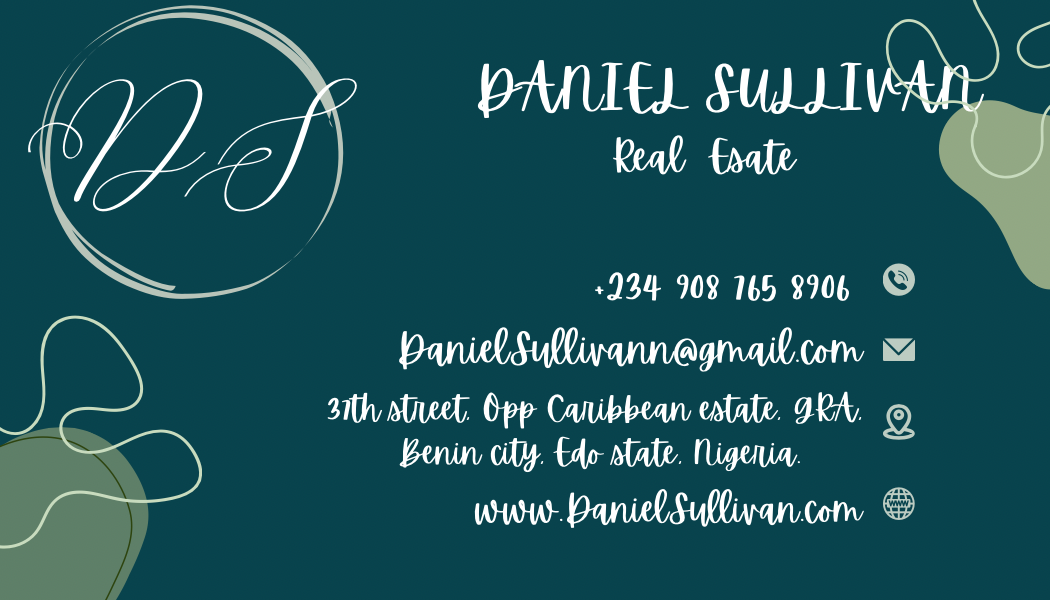 DS
DANIEL SULLIVAN
Real Esate
+234 908 765 8906
DanielSullivann@gmail.com
37th street. Opp Caribbean estate. GRA.
Benin city. Edo state. Nigeria.
www.DanielSullivan.com